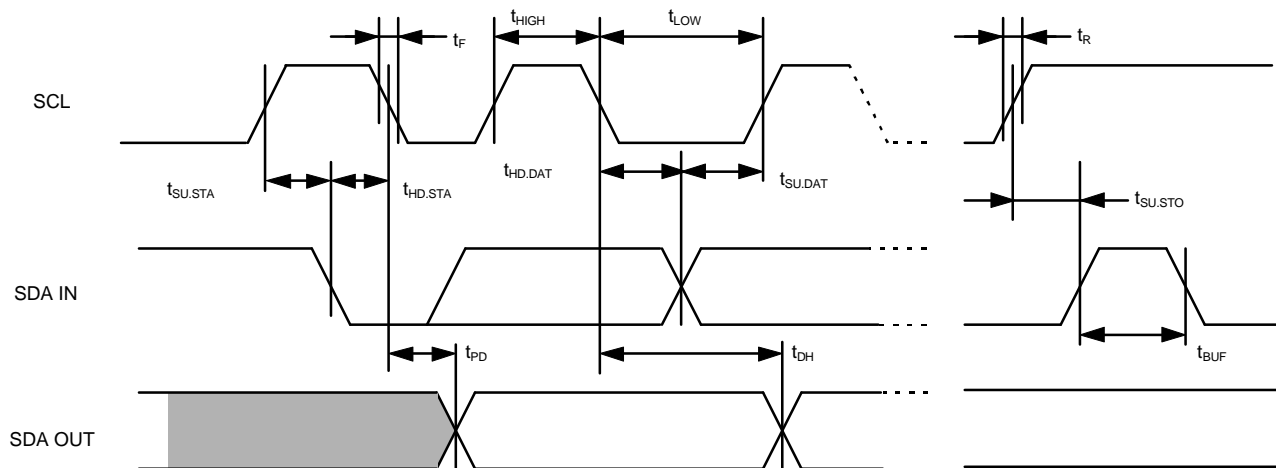 tHIGH
tLOW
tF
tR
SCL
tSU.STA
tHD.STA
tHD.DAT
tSU.DAT
tSU.STO
SDA IN
tPD
tDH
tBUF
SDA OUT